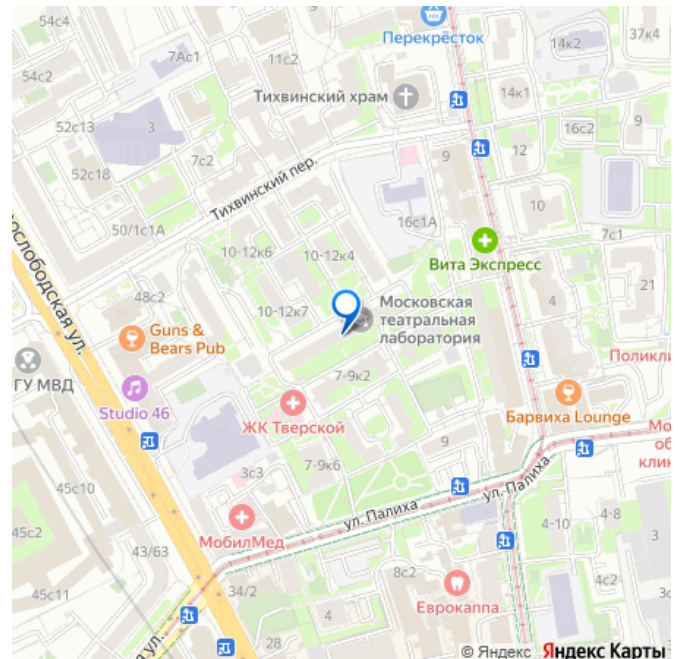 54с4
7Ас1
11с2
Перекрёсток
14к2
37к4
54с2
Тихвинский храм
14к1
52с13
3
16с2
9
7с2
9
12
52с18
Тихвинский пер.
16с1А
10
50/1с1А
7с1
10-12к6
10-12к4
Вита Экспресс
21
48с2
4
10-12к7
Московская
театральная
лаборатория
Guns &
Bears Pub
ГУ МВД
7-9к2
Studio 46
Барвиха Lounge
ЖК Тверской
9
3с3
7-9к6
45с10
ул. Палиха
ул. Палиха
МобилМед
4-10
4-8
3
45с2
43/63
8с2
4с2
45с11
34/2
Еврокаппа
4
28
© Яндекс Яндекс Карты